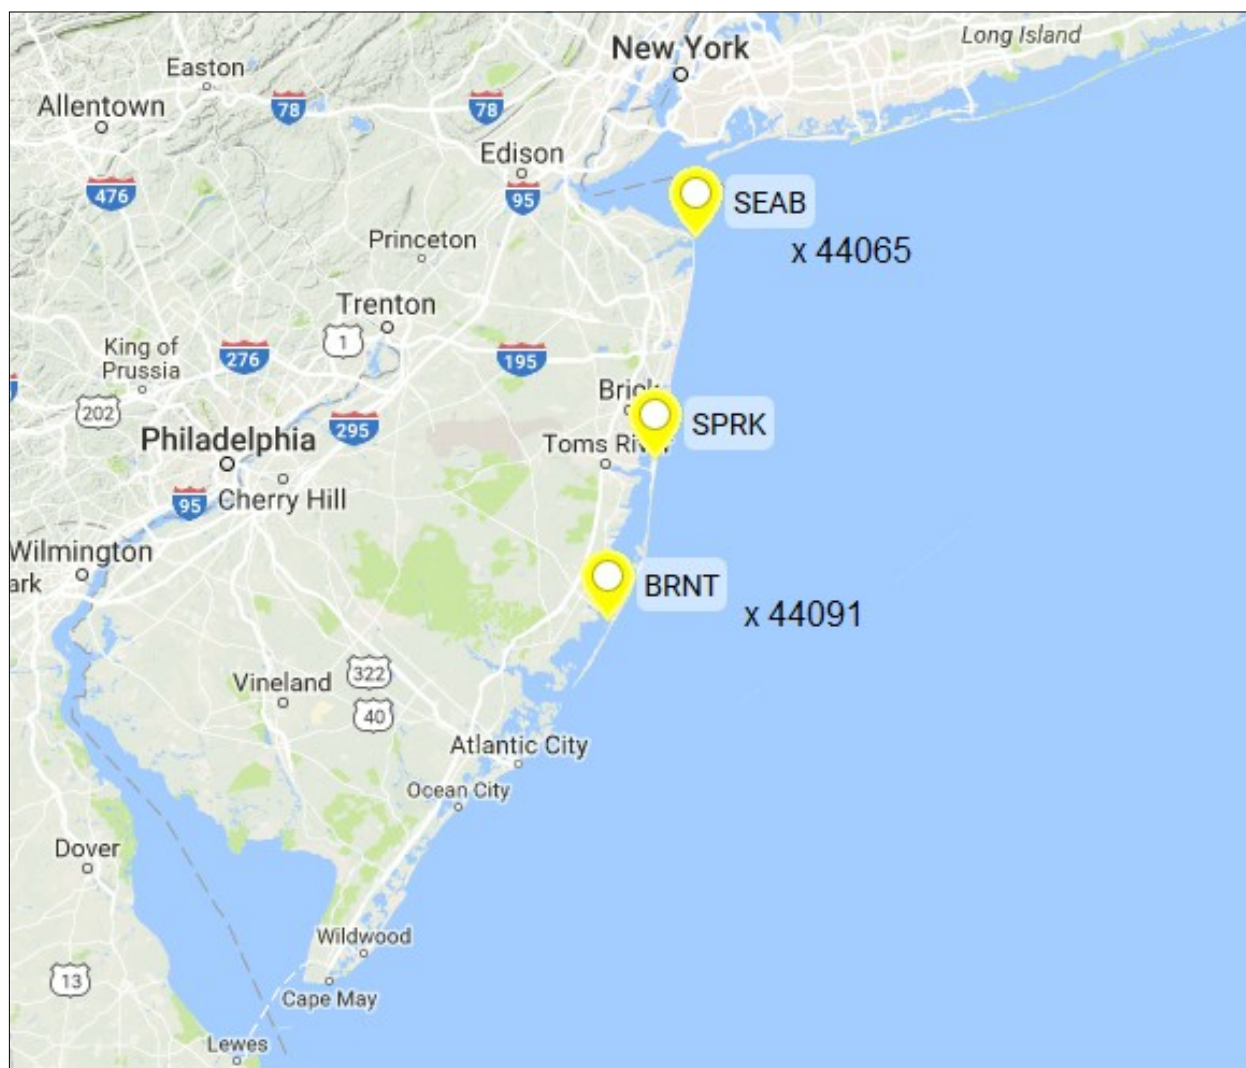 New York
Long Island
Easton
Allentown
78
78
Edison
476
95
SEAB
Princeton
x 44065
Trenton
1
King of
Prussia
276
195
Brick
202
295
SPRK
Philadelphia
Toms River
95
Cherry Hill
Wilmington
ark
BRNT
x 44091
322
Vineland
40
Atlantic City
Ocean City
Dover
Wildwood
13
Cape May
Lewes